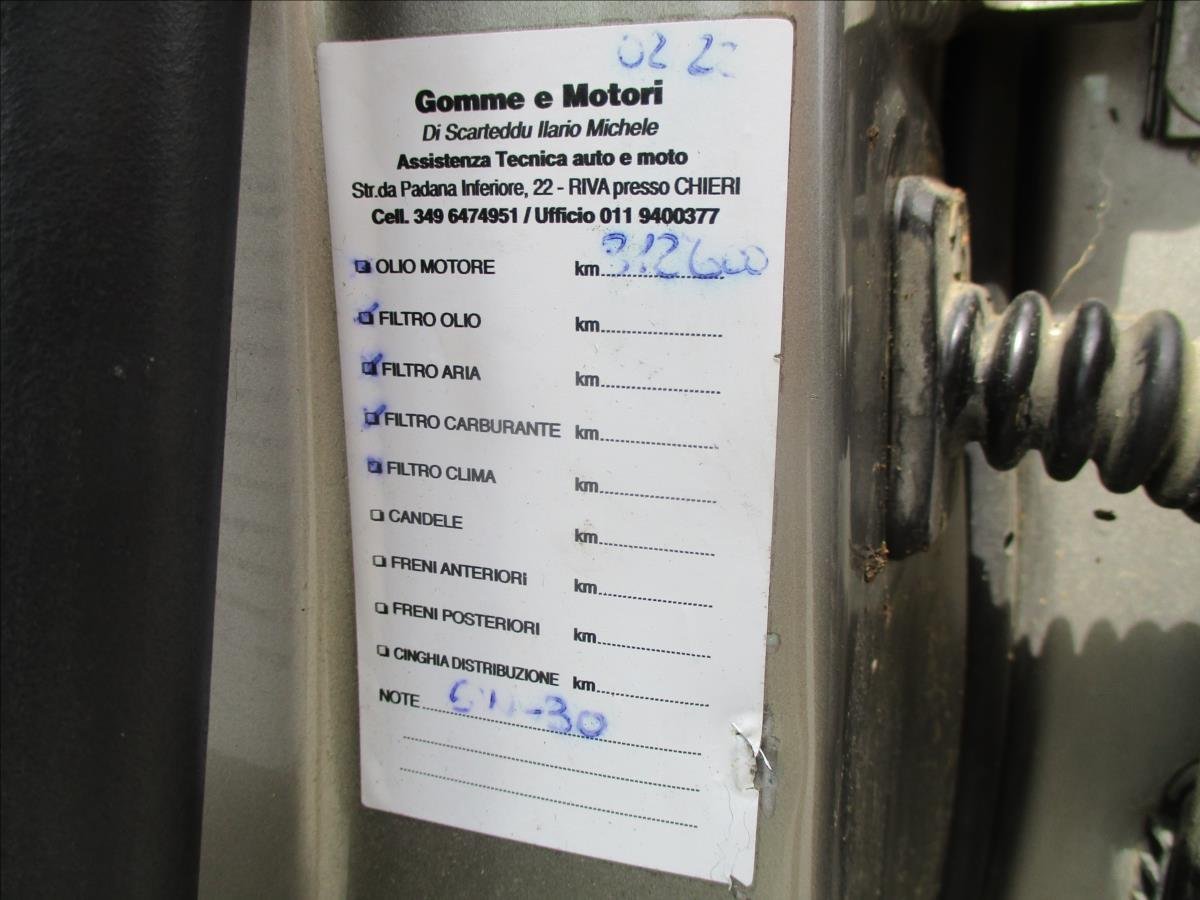 02 2
Gomme e Motori
Di Scarteddu Ilario Michele
Assistenza Tecnica auto e moto
Str.da Padana Inferiore, 22 - RIVA presso CHIERI
Cell. 349 6474951 / Ufficio 011 9400377
OLIO MOTORE km 312600
FILTRO OLIO km
FILTRO ARIA km
FILTRO CARBURANTE km
FILTRO CLIMA km
CANDELE km
FRENI ANTERIORI km
FRENI POSTERIORI km
CINGHIA DISTRIBUZIONE km
NOTE -30